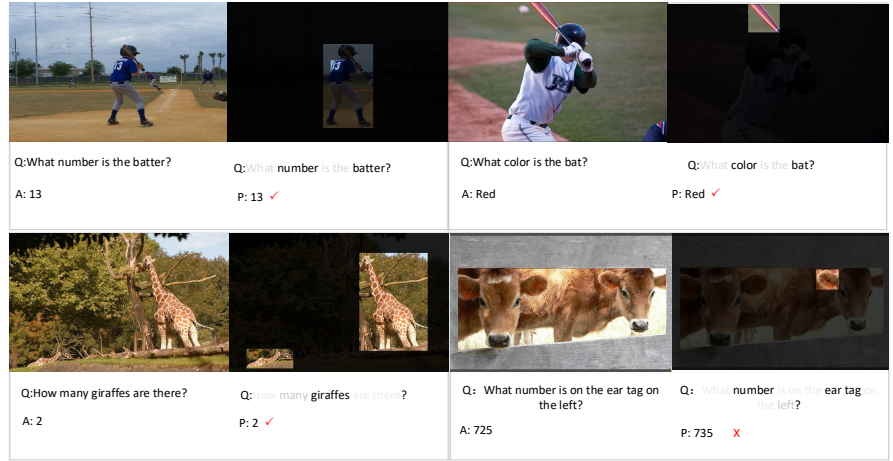 13
Q:What number is the batter?
A: 13
13
Q:What number is the batter?
P: 13 ✓
Q:What color is the bat?
A: Red
Q:What color is the bat?
P: Red ✓
Q:How many giraffes are there?
A: 2
Q:How many giraffes are there?
P: 2 ✓
Q: What number is on the ear tag on
the left?
A: 725
Q: What number is on the ear tag on
the left?
P: 735 X